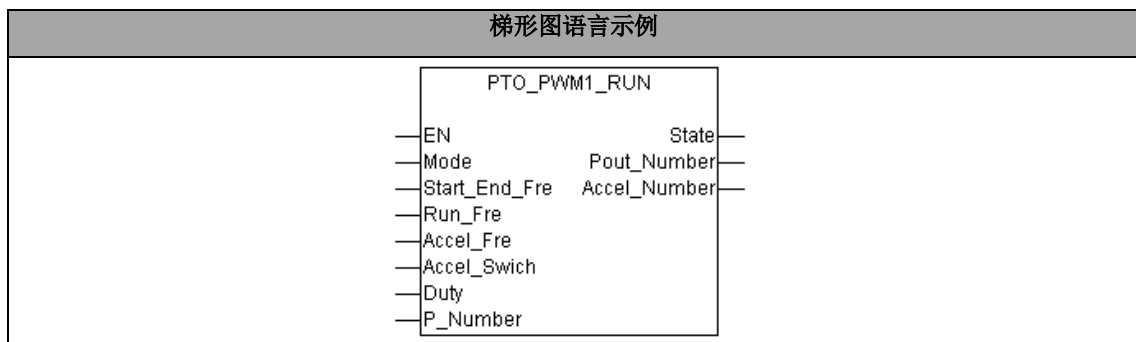 梯形图语言示例
PTO_PWM1_RUN
EN State
Mode Pout_Number
Start_End_Fre Accel_Number
Run_Fre
Accel_Fre
Accel_Swich
Duty
P_Number